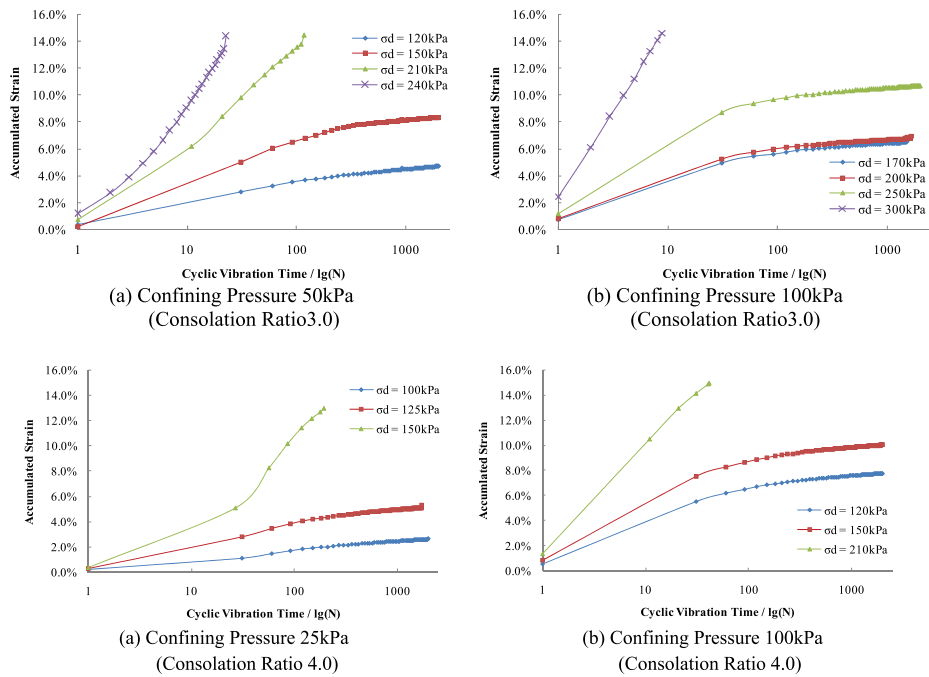 16.0%
14.0%
12.0%
10.0%
8.0%
6.0%
4.0%
2.0%
0.0%
Accumulated Strain
1
10
100
1000
Cyclic Vibration Time / lg(N)
σd = 120kPa
σd = 150kPa
σd = 210kPa
σd = 240kPa
(a) Confining Pressure 50kPa
(Consolation Ratio3.0)
16.0%
14.0%
12.0%
10.0%
8.0%
6.0%
4.0%
2.0%
0.0%
Accumulated Strain
1
10
100
1000
Cyclic Vibration Time / lg(N)
σd = 170kPa
σd = 200kPa
σd = 250kPa
σd = 300kPa
(b) Confining Pressure 100kPa
(Consolation Ratio3.0)
16.0%
14.0%
12.0%
10.0%
8.0%
6.0%
4.0%
2.0%
0.0%
Accumulated Strain
1
10
100
1000
Cyclic Vibration Time / lg(N)
σd = 100kPa
σd = 125kPa
σd = 150kPa
(a) Confining Pressure 25kPa
(Consolation Ratio 4.0)
16.0%
14.0%
12.0%
10.0%
8.0%
6.0%
4.0%
2.0%
0.0%
Accumulated Strain
1
10
100
1000
Cyclic Vibration Time / lg(N)
σd = 120kPa
σd = 150kPa
σd = 210kPa
(b) Confining Pressure 100kPa
(Consolation Ratio 4.0)